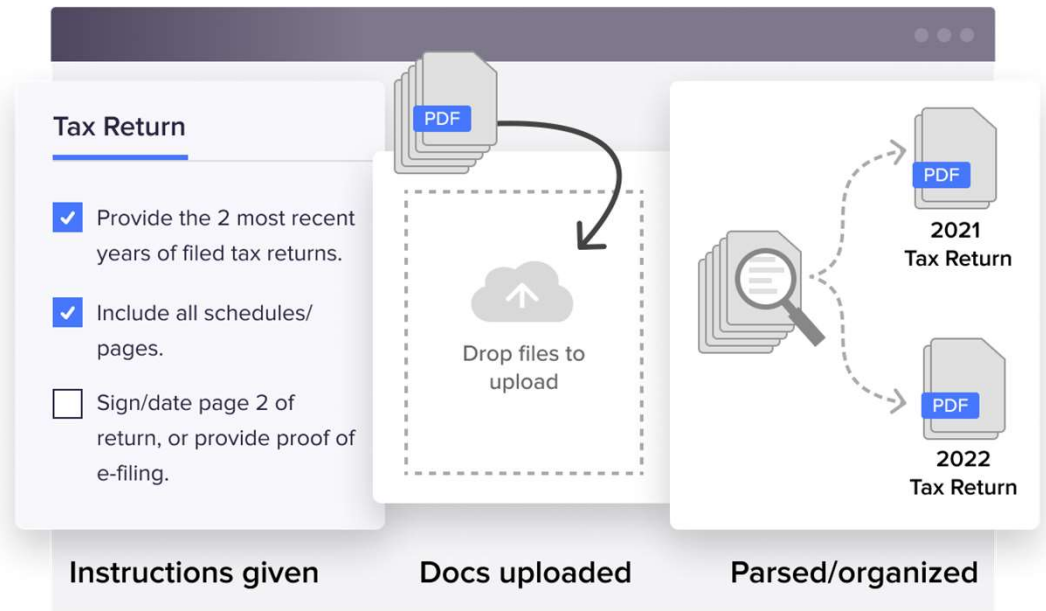 Tax Return
Provide the 2 most recent
years of filed tax returns.
Include all schedules/
pages.
Sign/date page 2 of
return, or provide proof of
e-filing.
Instructions given
PDF
Drop files to
upload
Docs uploaded
PDF
2021
Tax Return
PDF
2022
Tax Return
Parsed/organized